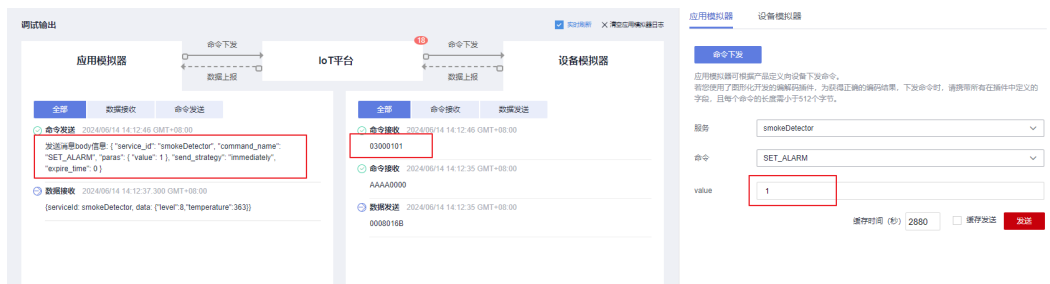 调试输出
实时刷新
清空应用模拟器日志
应用模拟器
命令下发
数据上报
IoT平台
18
命令下发
数据上报
设备模拟器
全部
数据接收
命令发送
命令发送 2024/06/14 14:12:46 GMT+08:00
发送消息body信息: { "service_id": "smokeDetector", "command_name":
"SET_ALARM", "paras": { "value": 1 }, "send_strategy": "immediately",
"expire_time": 0 }
数据接收 2024/06/14 14:12:37.300 GMT+08:00
{serviceId: smokeDetector, data: {"level":8,"temperature":363}}
全部
命令接收
数据发送
命令接收 2024/06/14 14:12:46 GMT+08:00
03000101
命令接收 2024/06/14 14:12:35 GMT+08:00
AAAA0000
数据发送 2024/06/14 14:12:35 GMT+08:00
0008016B
应用模拟器
设备模拟器
命令下发
应用模拟器可根据产品定义向设备下发命令。
若您使用了图形化开发的编解码插件，为获得正确的编码结果，下发命令时，请携带所有在插件中定义的
字段，且每个命令的长度需小于512个字节。
服务
smokeDetector
命令
SET_ALARM
value
1
缓存时间（秒）
2880
缓存发送
发送